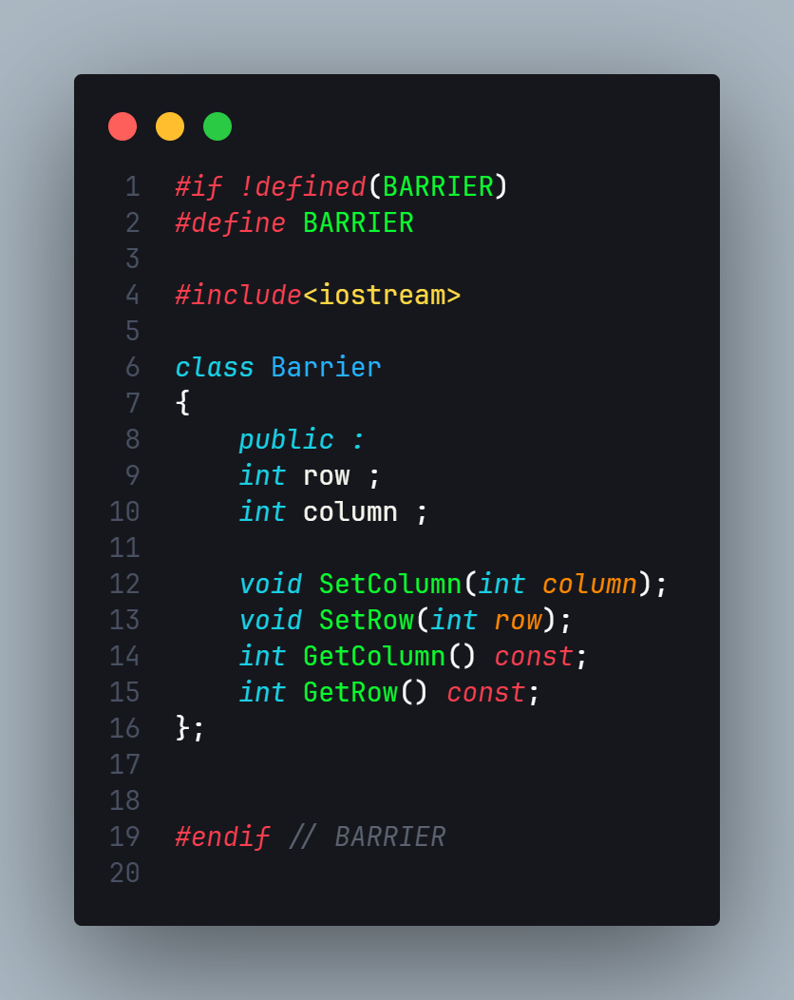 1 #if !defined(BARRIER)
2 #define BARRIER
3
4 #include<iostream>
5
6 class Barrier
7 {
8     public :
9     int row ;
10     int column ;
11
12     void SetColumn(int column);
13     void SetRow(int row);
14     int GetColumn() const;
15     int GetRow() const;
16 };
17
18
19 #endif // BARRIER
20